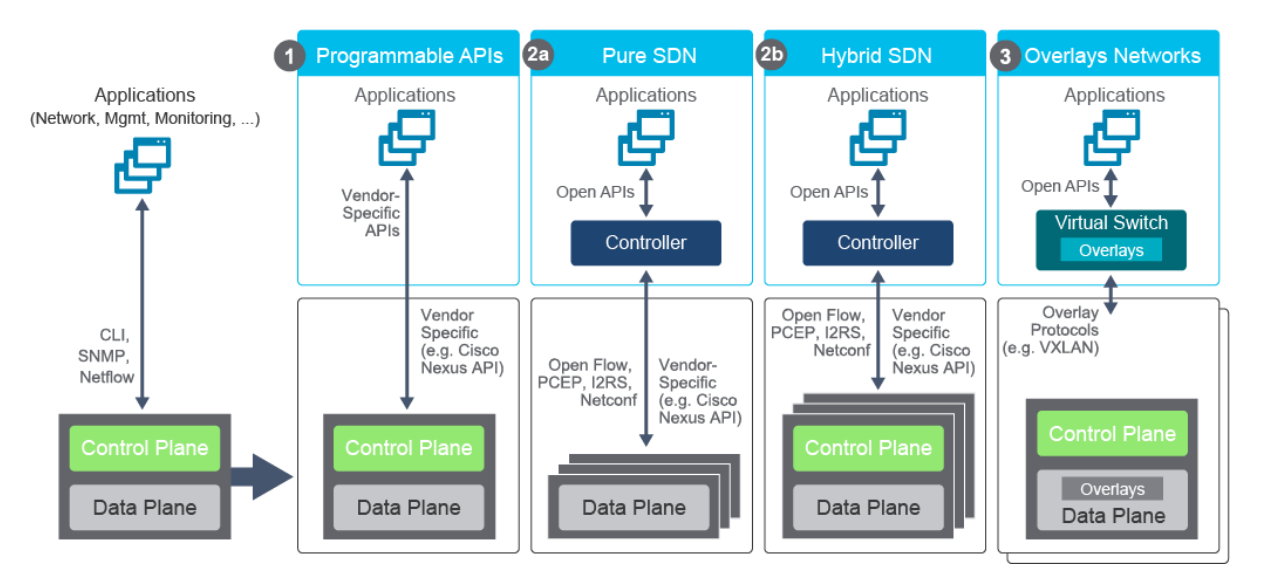 Applications
(Network, Mgmt, Monitoring, ...)
CLI,
SNMP,
Netflow
Control Plane
Data Plane
1
Programmable APIs
Applications
Vendor-
Specific
APIs
Vendor
Specific
(e.g. Cisco
Nexus API)
Control Plane
Data Plane
2a
Pure SDN
Applications
Open APIs
Controller
Open Flow,
PCEP, I2RS,
Netconf
Vendor-
Specific
(e.g. Cisco
Nexus API)
Data Plane
2b
Hybrid SDN
Applications
Open APIs
Controller
Open Flow,
PCEP, I2RS,
Netconf
Vendor
Specific
(e.g. Cisco
Nexus API)
Control Plane
Data Plane
3
Overlays Networks
Applications
Open APIs
Virtual Switch
Overlays
Overlay
Protocols
(e.g. VXLAN)
Control Plane
Overlays
Data Plane